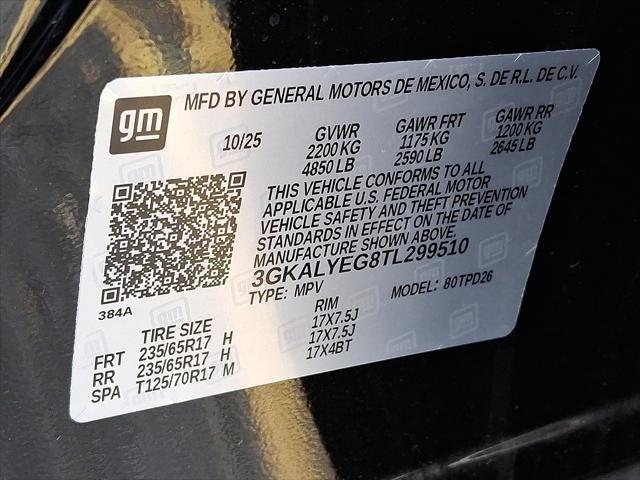 gm
MFD BY GENERAL MOTORS DE MEXICO, S. DE R.L. DE C.V.
10/25 GVWR GAWR FRT GAWR RR
2200 KG 1175 KG 1200 KG
4850 LB 2590 LB 2645 LB
THIS VEHICLE CONFORMS TO ALL
APPLICABLE U.S. FEDERAL MOTOR
VEHICLE SAFETY AND THEFT PREVENTION
STANDARDS IN EFFECT ON THE DATE OF
MANUFACTURE SHOWN ABOVE.
3GKALYEG8TL299510
TYPE: MPV MODEL: 80TPD26
384A
TIRE SIZE RIM
FRT 235/65R17 H 17X7.5J
RR 235/65R17 H 17X7.5J
SPA T125/70R17 M 17X4BT